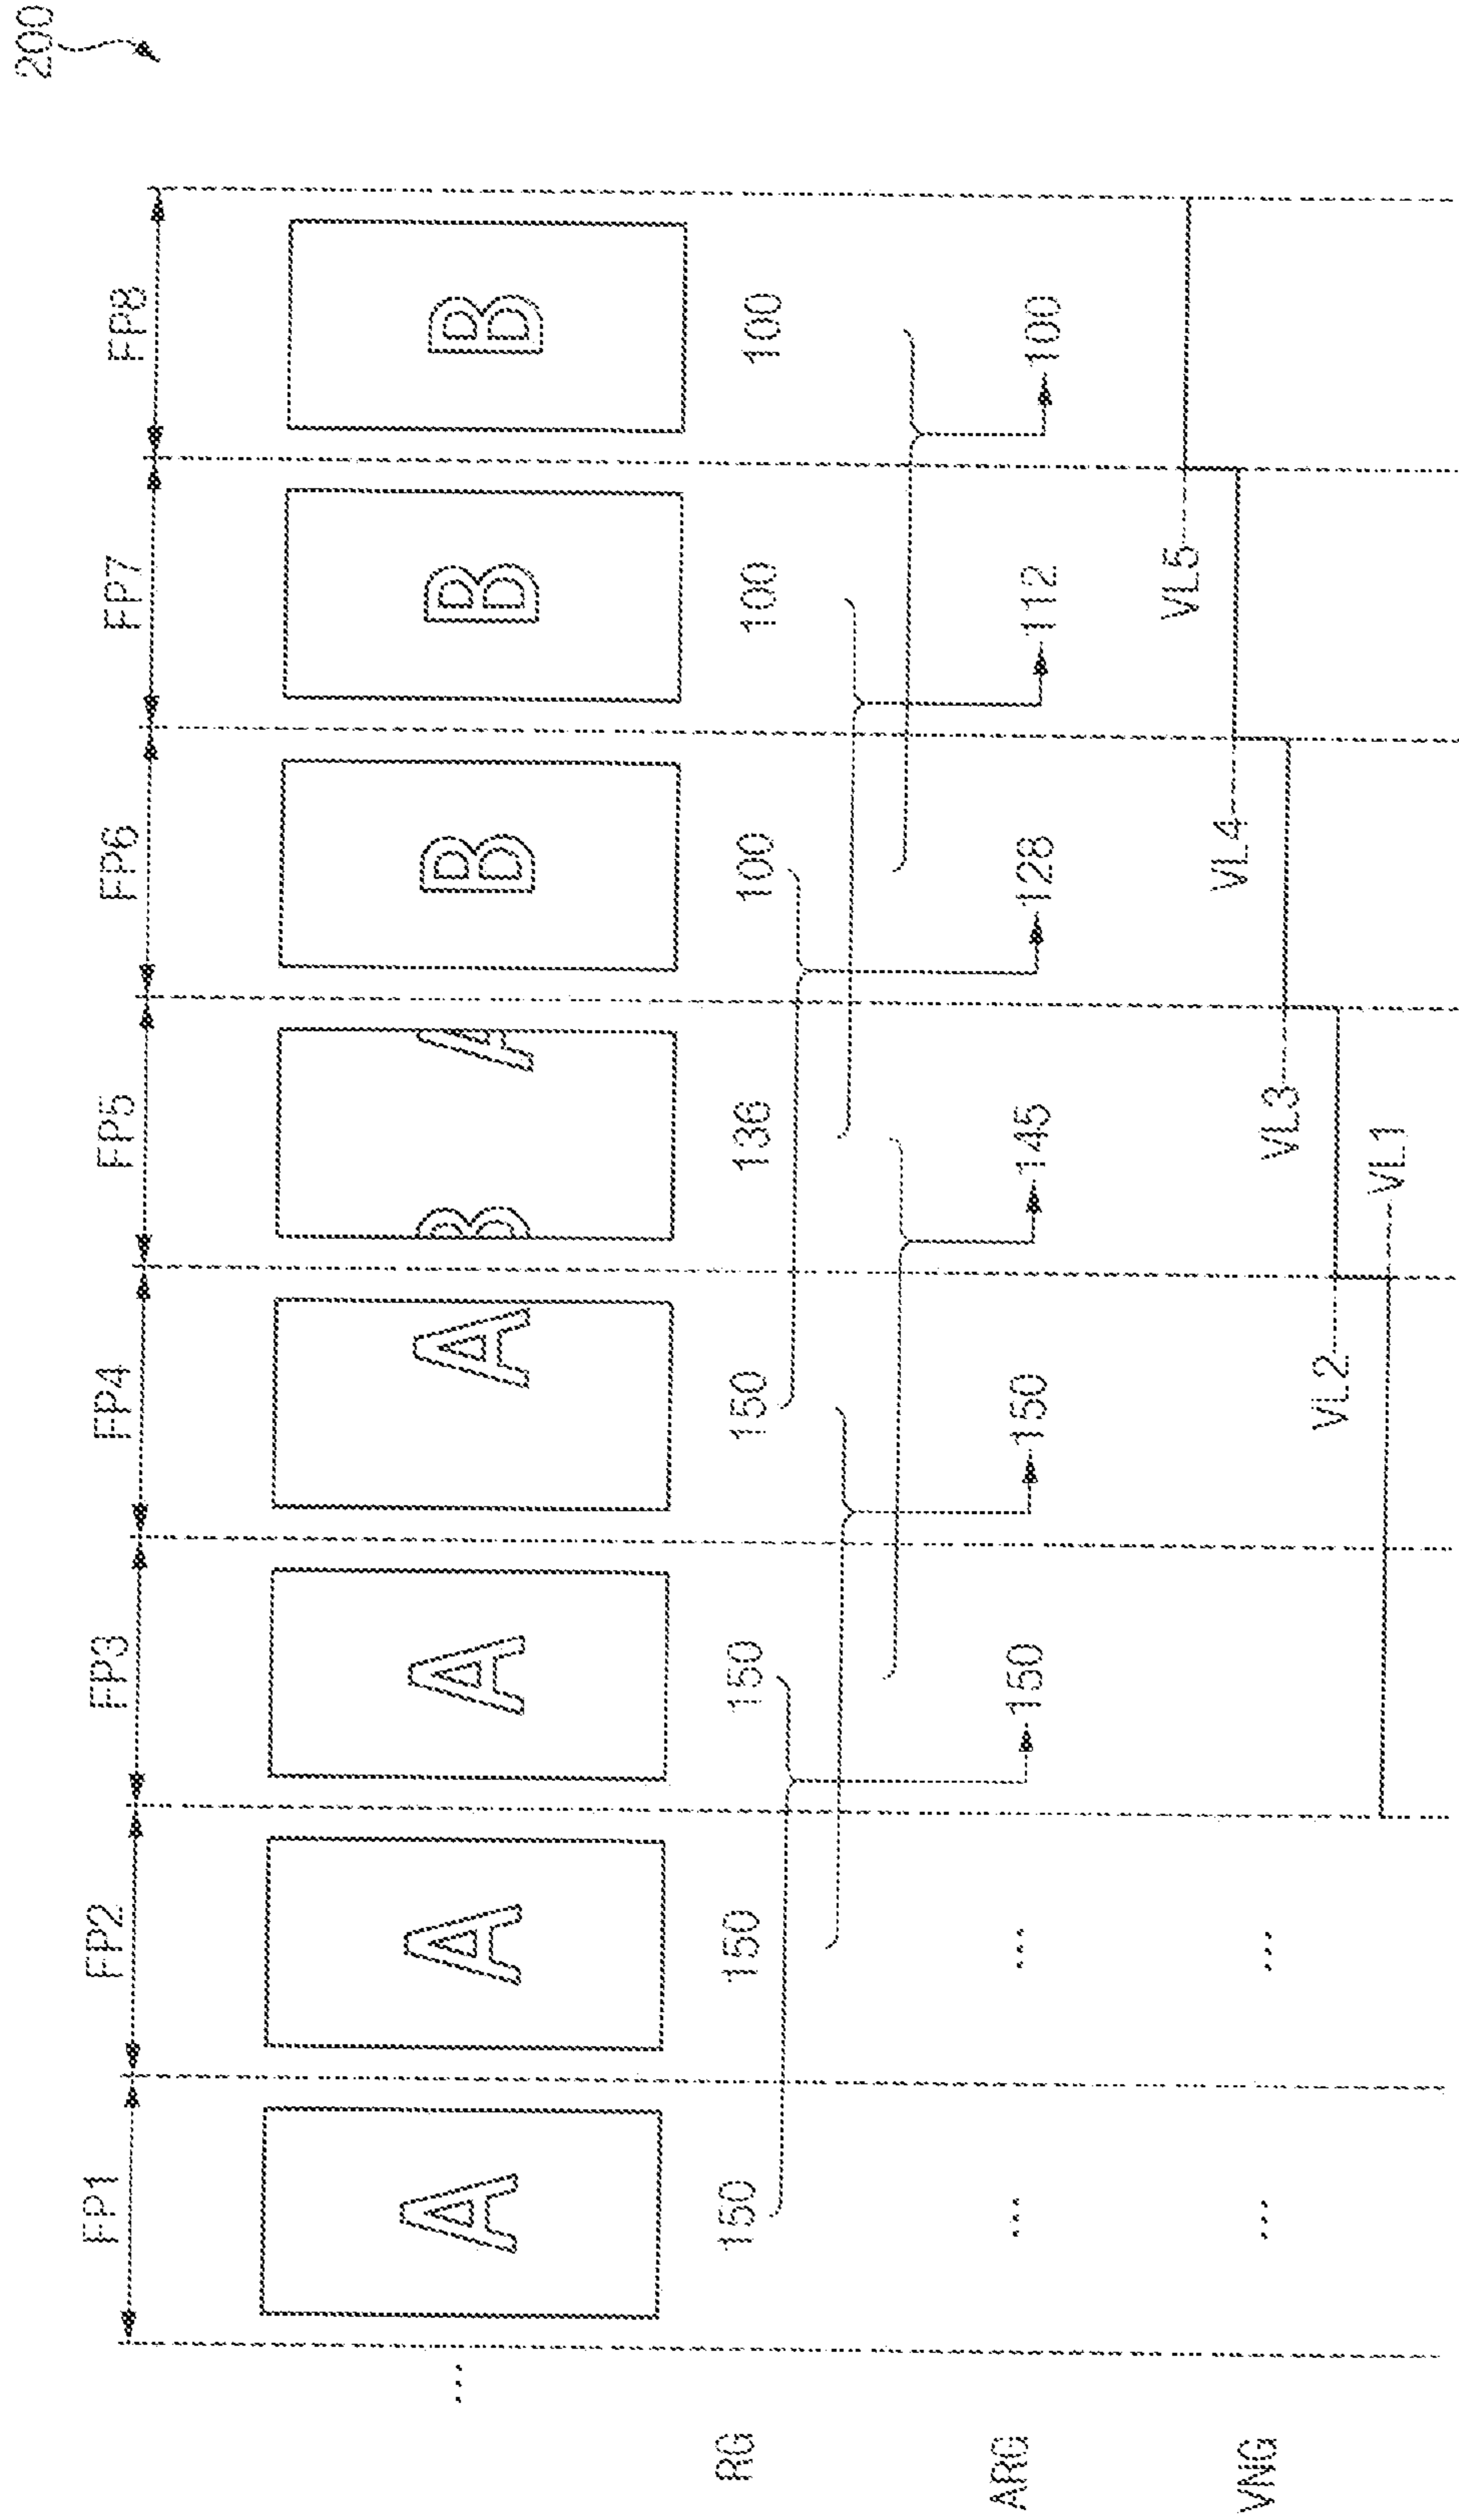 200
FP1 FP2 FP3 FP4 FP5 FP6 FP7 FP8
... A A A A B A B B B
RG 150 150 150 150 136 100 100 100
ARG ... ... 150 150 145 128 112 100
VNG ... ...
VL5
VL4
VL3
VL2
VL1